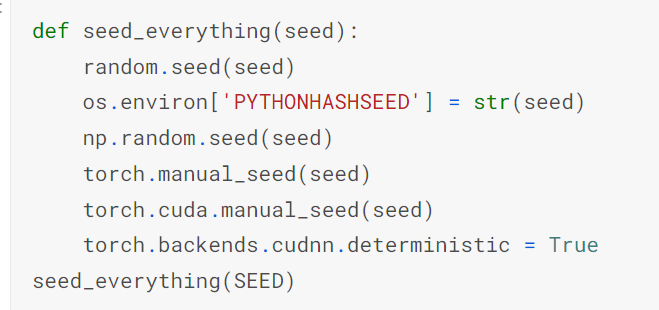 def seed_everything(seed):
    random.seed(seed)
    os.environ['PYTHONHASHSEED'] = str(seed)
    np.random.seed(seed)
    torch.manual_seed(seed)
    torch.cuda.manual_seed(seed)
    torch.backends.cudnn.deterministic = True
seed_everything(SEED)